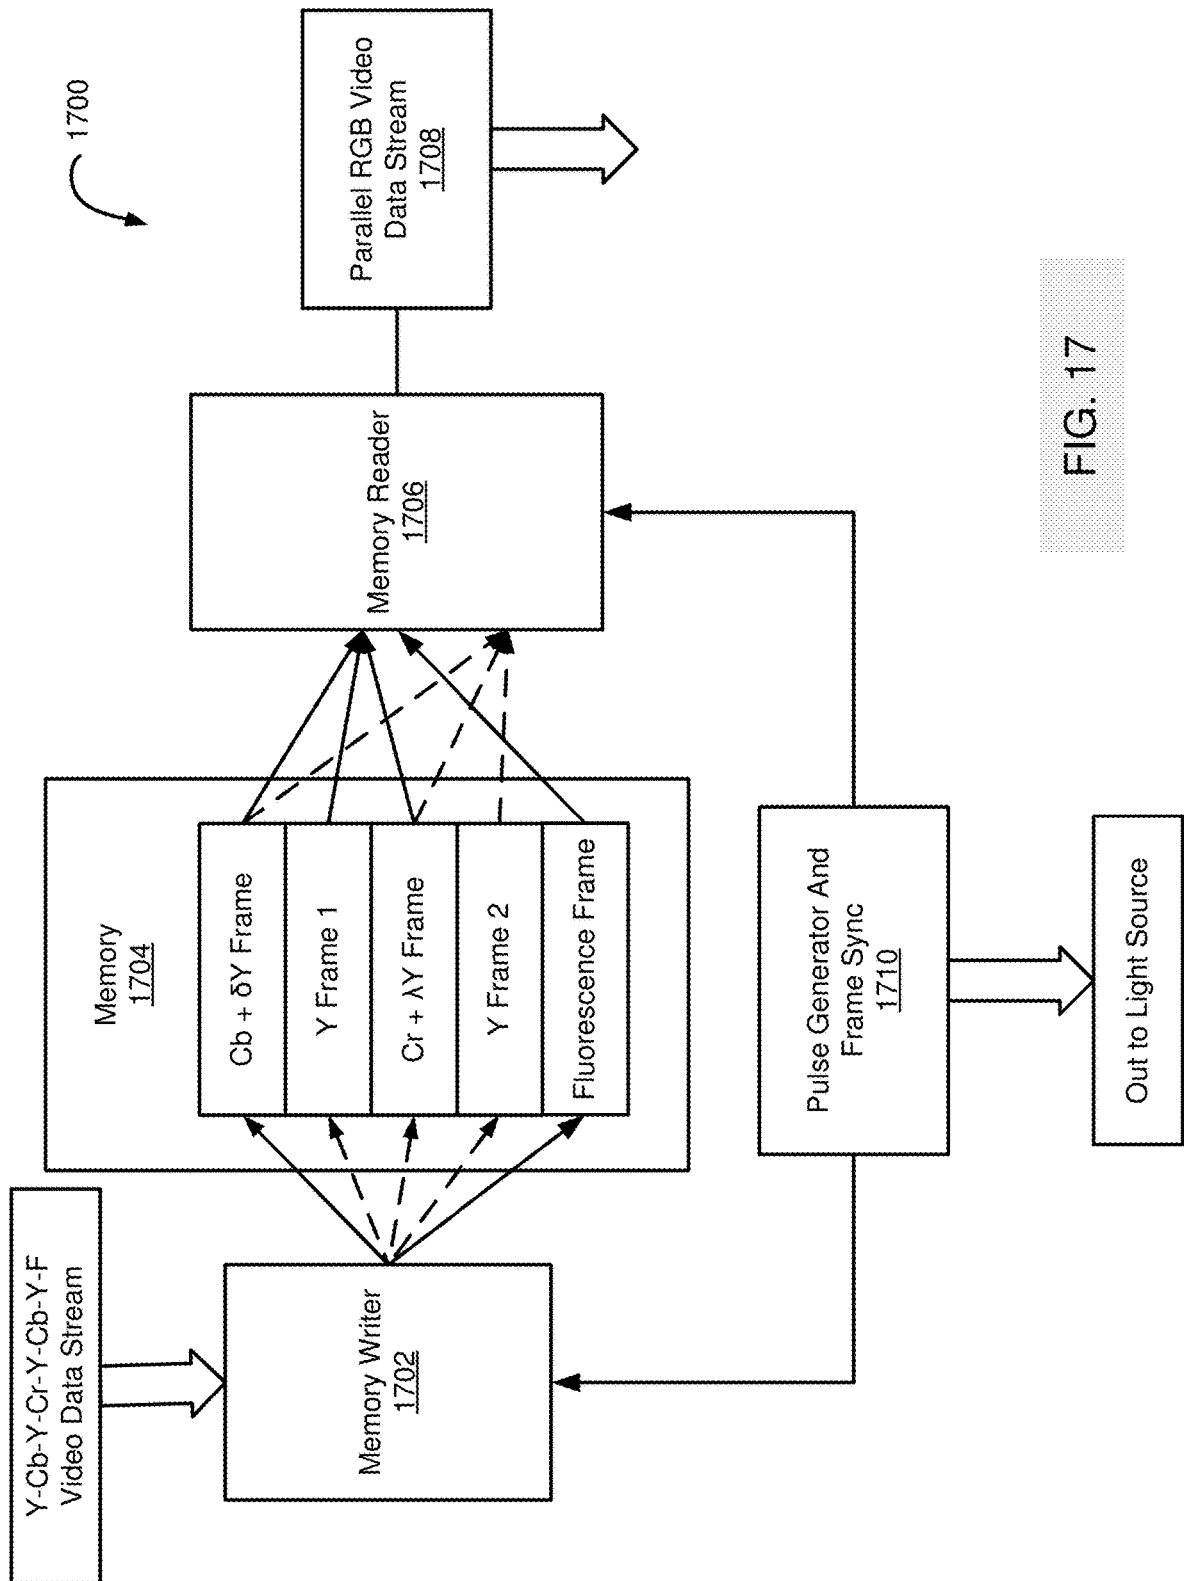 1700
Y-Cb-Y-Cr-Y-Cb-Y-F
Video Data Stream
Memory Writer
1702
Memory
1704
Cb + δY Frame
Y Frame 1
Cr + λY Frame
Y Frame 2
Fluorescence Frame
Memory Reader
1706
Parallel RGB Video
Data Stream
1708
Pulse Generator And
Frame Sync
1710
Out to Light Source
FIG. 17